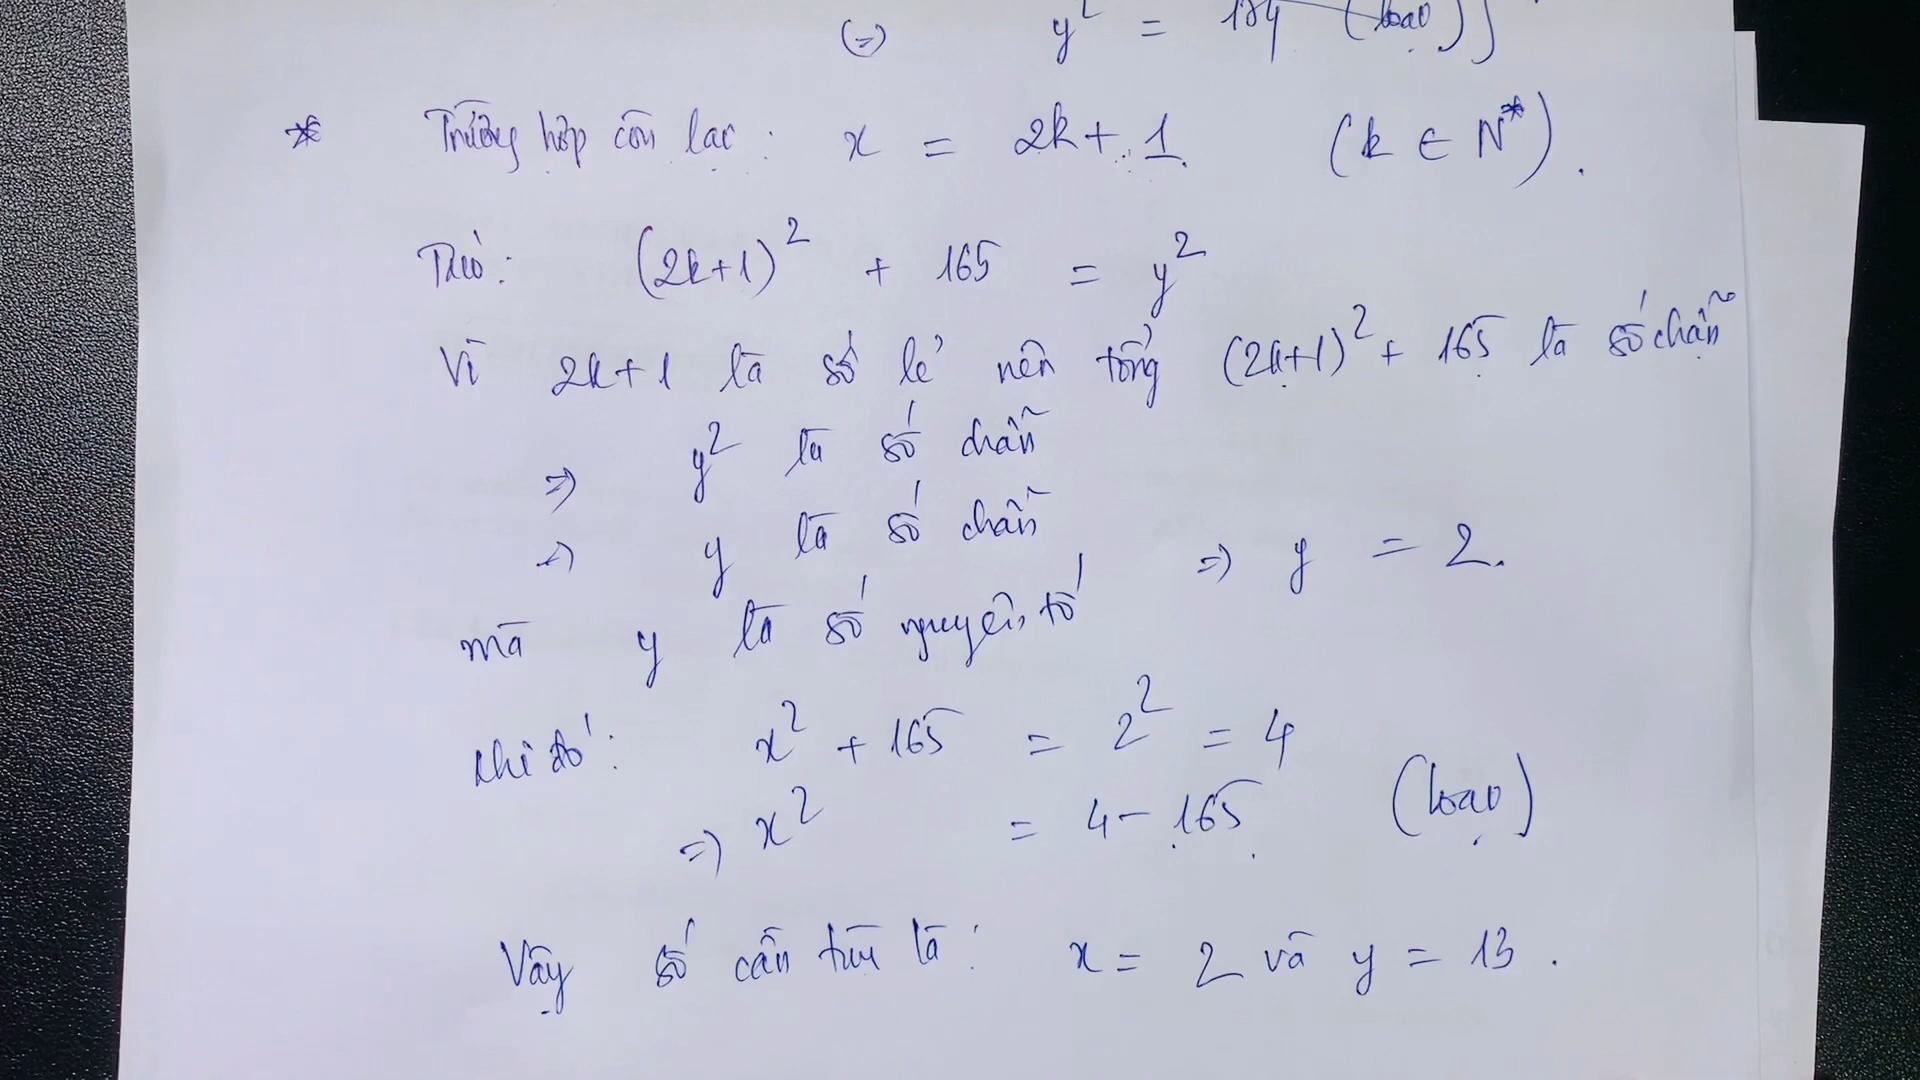 (=) y² = 184 (loại)]
* Trường hợp còn lại : x = 2k + 1 (k ∈ N*).
Thì : (2k+1)² + 165 = y²
Vì 2k+1 là số lẻ nên tổng (2k+1)² + 165 là số chẵn
=> y² là số chẵn
=> y là số chẵn
=> y = 2.
mà y là số nguyên tố
Khi đó : x² + 165 = 2² = 4
=> x² = 4 - 165 (loại)
Vậy số cần tìm là : x = 2 và y = 13 .